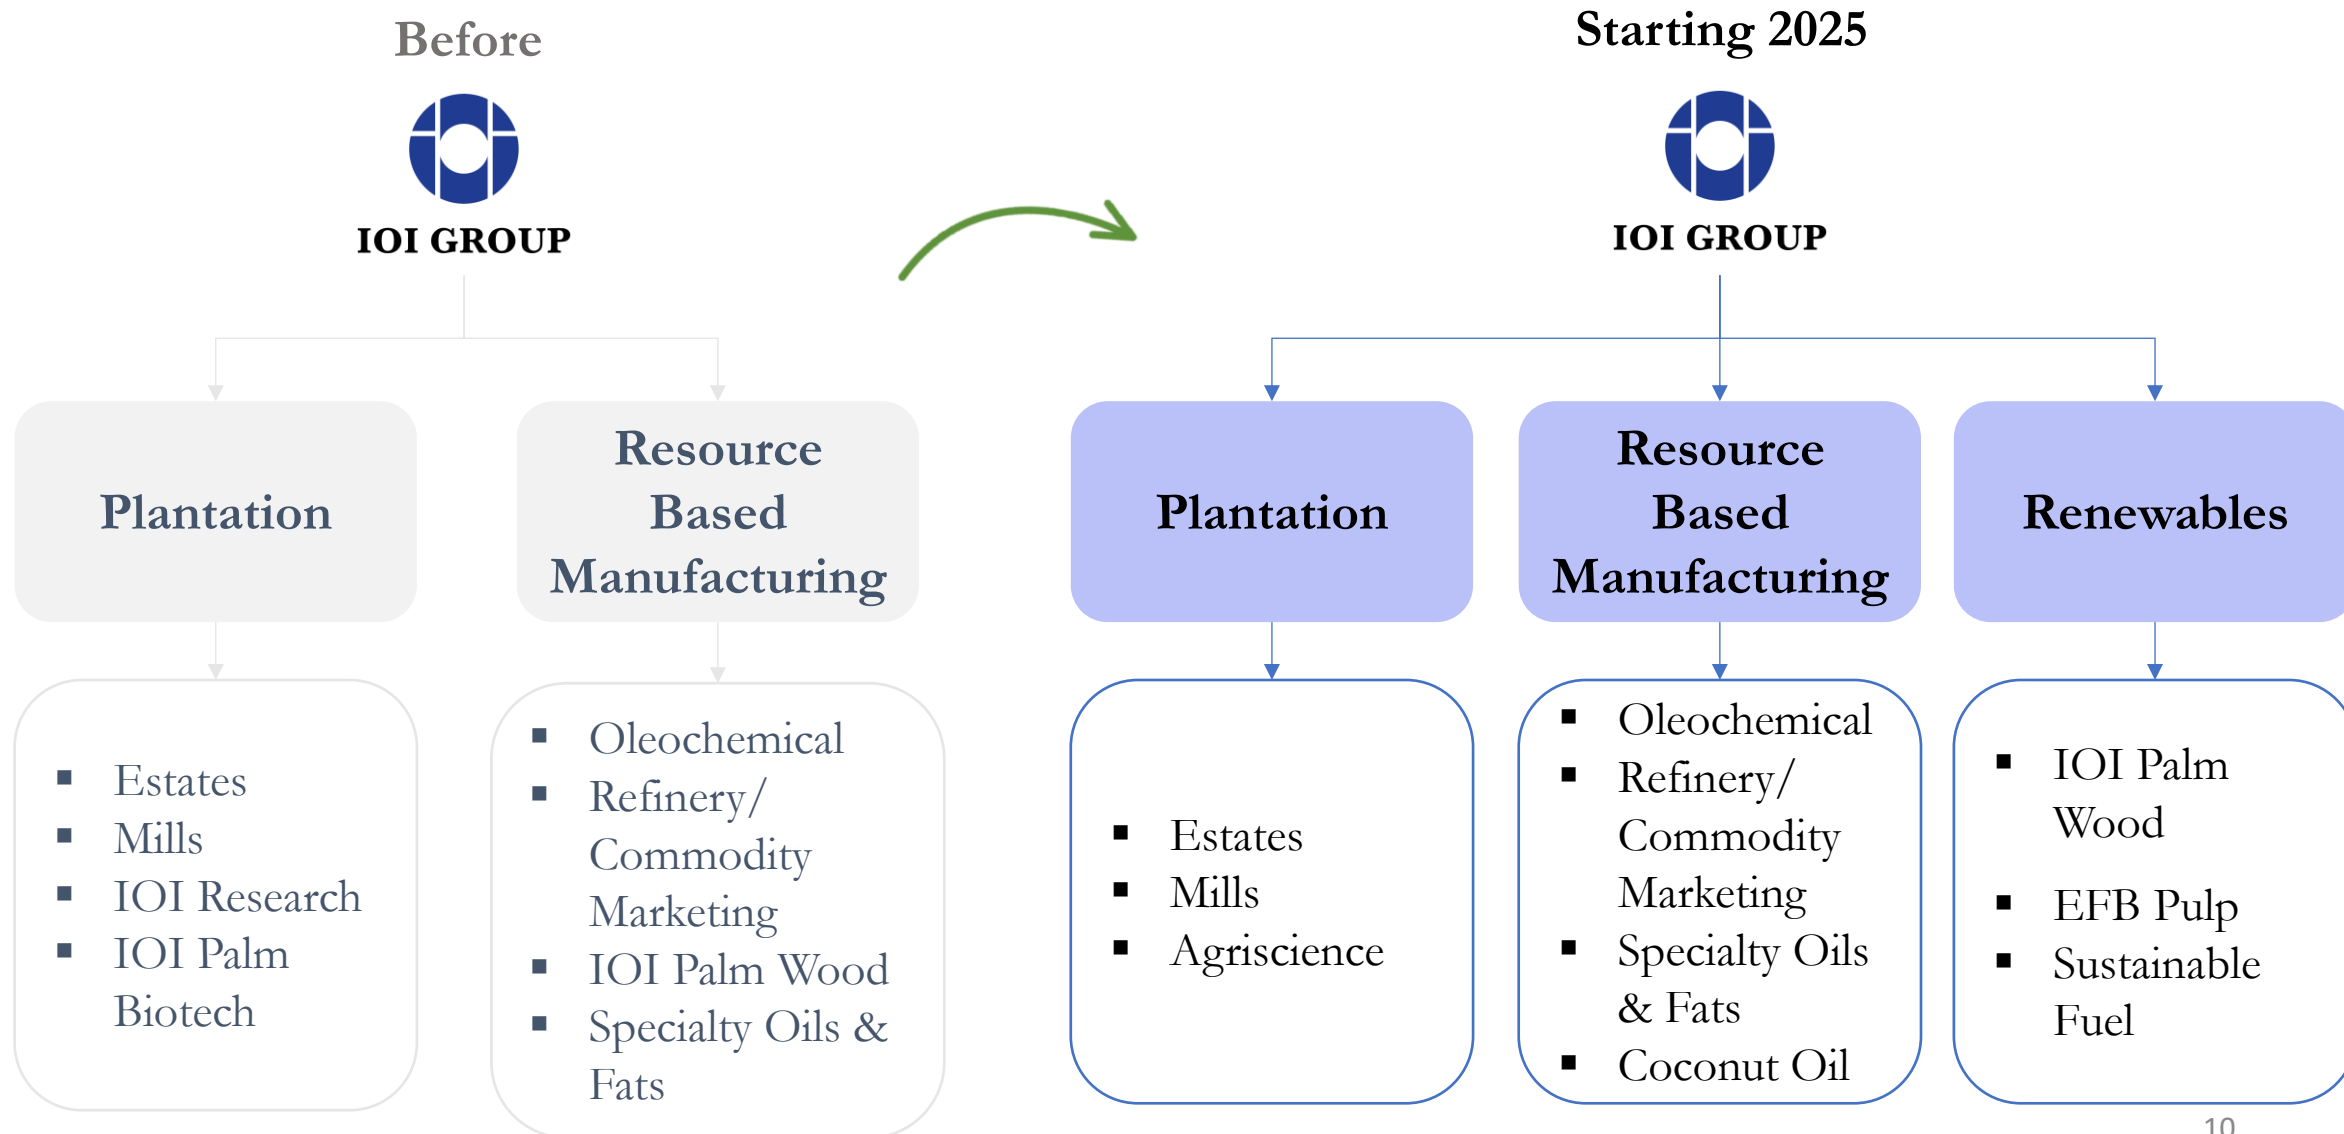 Before
IOI GROUP
Plantation
Resource
Based
Manufacturing
▪ Estates
▪ Mills
▪ IOI Research
▪ IOI Palm
Biotech
▪ Oleochemical
▪ Refinery/
Commodity
Marketing
▪ IOI Palm Wood
▪ Specialty Oils &
Fats
Starting 2025
IOI GROUP
Plantation
Resource
Based
Manufacturing
Renewables
▪ Estates
▪ Mills
▪ Agriscience
▪ Oleochemical
▪ Refinery/
Commodity
Marketing
▪ Specialty Oils
& Fats
▪ Coconut Oil
▪ IOI Palm
Wood
▪ EFB Pulp
▪ Sustainable
Fuel
10